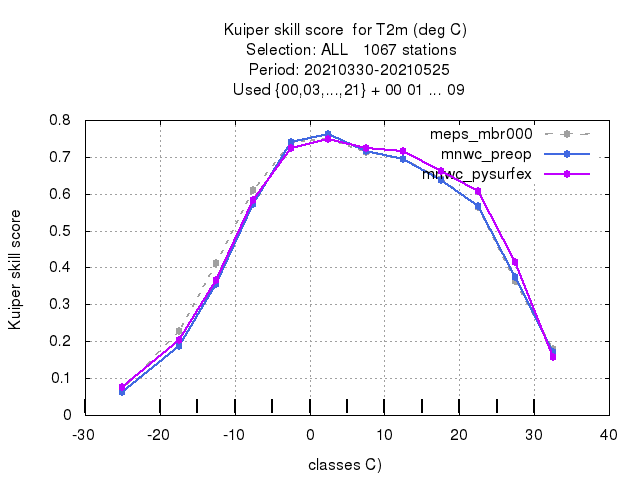 Kuiper skill score  for T2m (deg C)
Selection: ALL   1067 stations
Period: 20210330-20210525
Used {00,03,...,21} + 00 01 ... 09
meps_mbr000
mnwc_preop
mnwc_pysurfex
Kuiper skill score
0.8
0.7
0.6
0.5
0.4
0.3
0.2
0.1
0
-30 -20 -10 0 10 20 30 40
classes C)